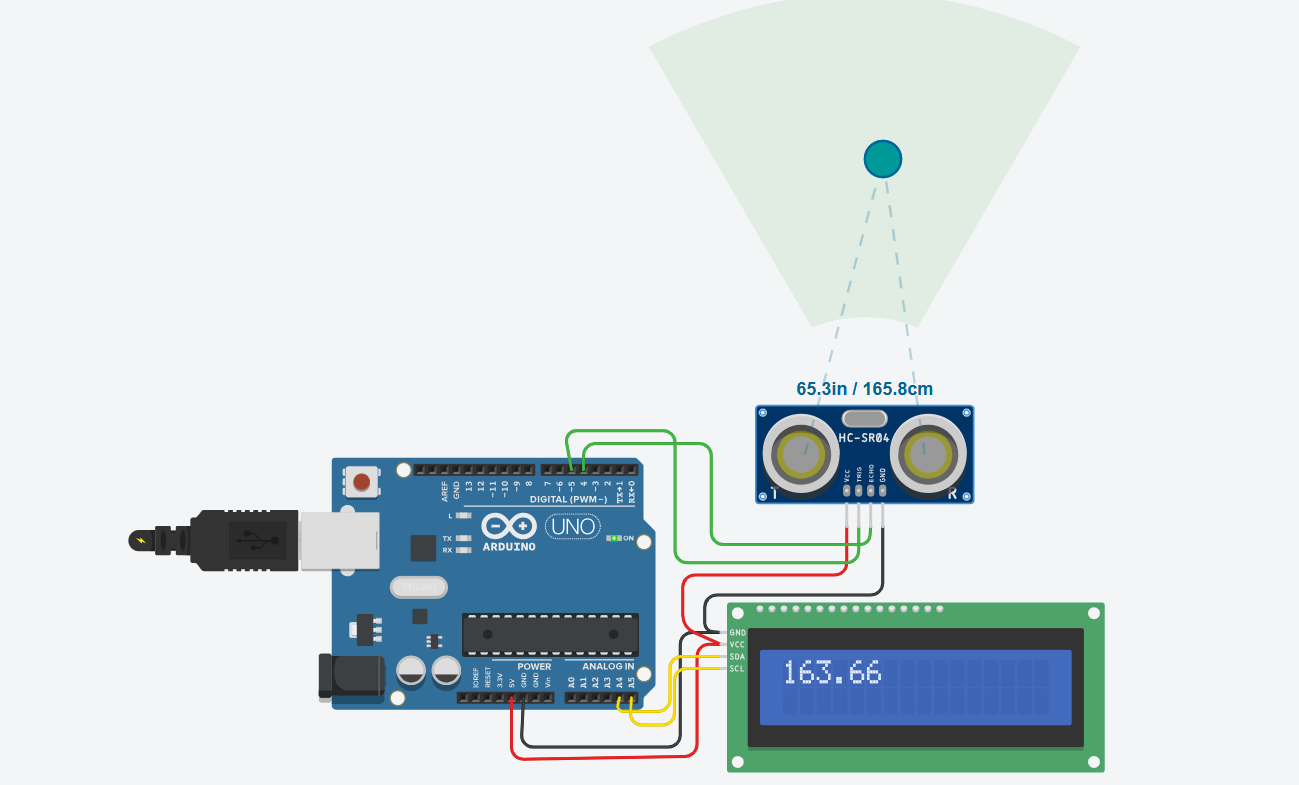 65.3in / 165.8cm
HC-SR04
VCC
TRIG
ECHO
GND
T
R
AREF
GND
13
12
~11
~10
~9
8
7
~6
~5
4
~3
2
TX→1
RX←0
DIGITAL (PWM~)
L
TX
RX
UNO
ON
ARDUINO
POWER
ANALOG IN
IOREF
RESET
3.3V
5V
GND
GND
Vin
A0
A1
A2
A3
A4
A5
GND
VCC
SDA
SCL
163.66